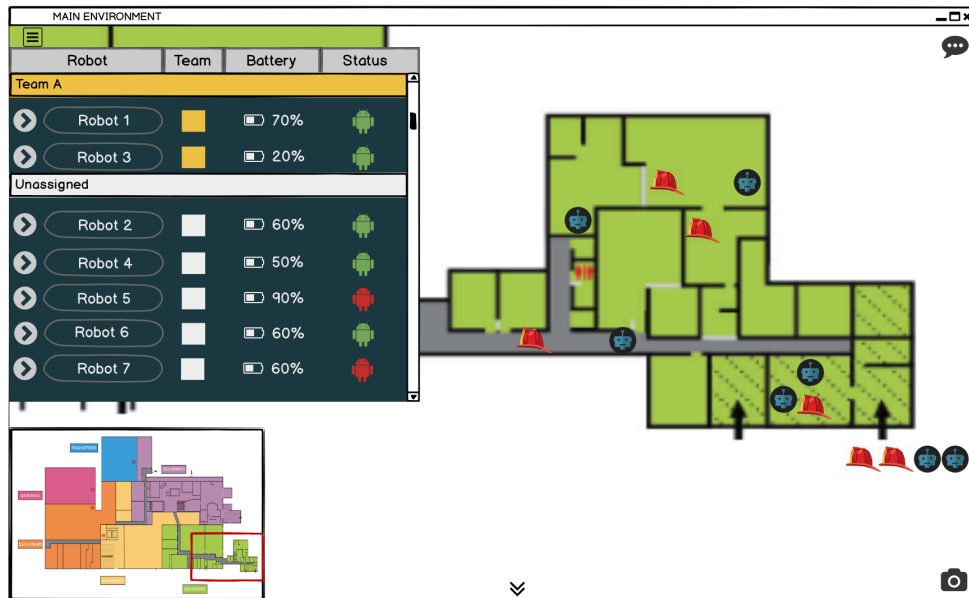 MAIN ENVIRONMENT
Robot Team Battery Status
Team A
Robot 1 70%
Robot 3 20%
Unassigned
Robot 2 60%
Robot 4 50%
Robot 5 90%
Robot 6 60%
Robot 7 60%